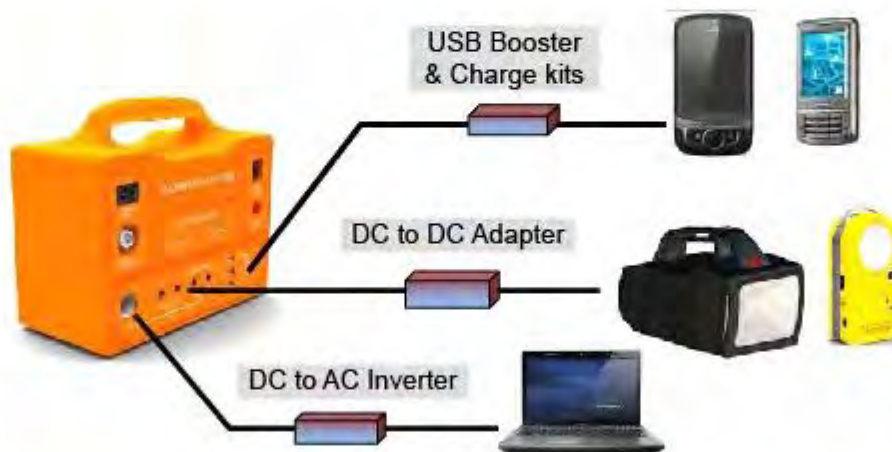 USB Booster
& Charge kits
DC to DC Adapter
DC to AC Inverter